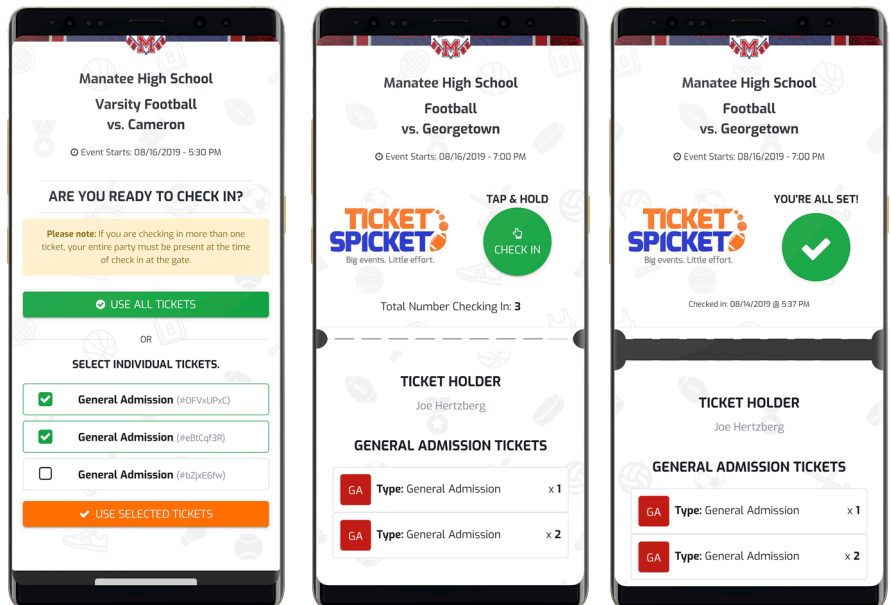 M
Manatee High School
Varsity Football
vs. Cameron
Event Starts: 08/16/2019 - 5:30 PM
ARE YOU READY TO CHECK IN?
Please note: If you are checking in more than one
ticket, your entire party must be present at the time
of check in at the gate.
USE ALL TICKETS
OR
SELECT INDIVIDUAL TICKETS.
General Admission (#OFVxUPxC)
General Admission (#eBtCqf3R)
General Admission (#bZjxE6fw)
USE SELECTED TICKETS
M
Manatee High School
Football
vs. Georgetown
Event Starts: 08/16/2019 - 7:00 PM
TICKET
SPICKET
Big events. Little effort.
TAP & HOLD
CHECK IN
Total Number Checking In: 3
TICKET HOLDER
Joe Hertzberg
GENERAL ADMISSION TICKETS
GA Type: General Admission x 1
GA Type: General Admission x 2
M
Manatee High School
Football
vs. Georgetown
Event Starts: 08/16/2019 - 7:00 PM
TICKET
SPICKET
Big events. Little effort.
YOU'RE ALL SET!
Checked in: 08/14/2019 @ 5:37 PM
TICKET HOLDER
Joe Hertzberg
GENERAL ADMISSION TICKETS
GA Type: General Admission x 1
GA Type: General Admission x 2